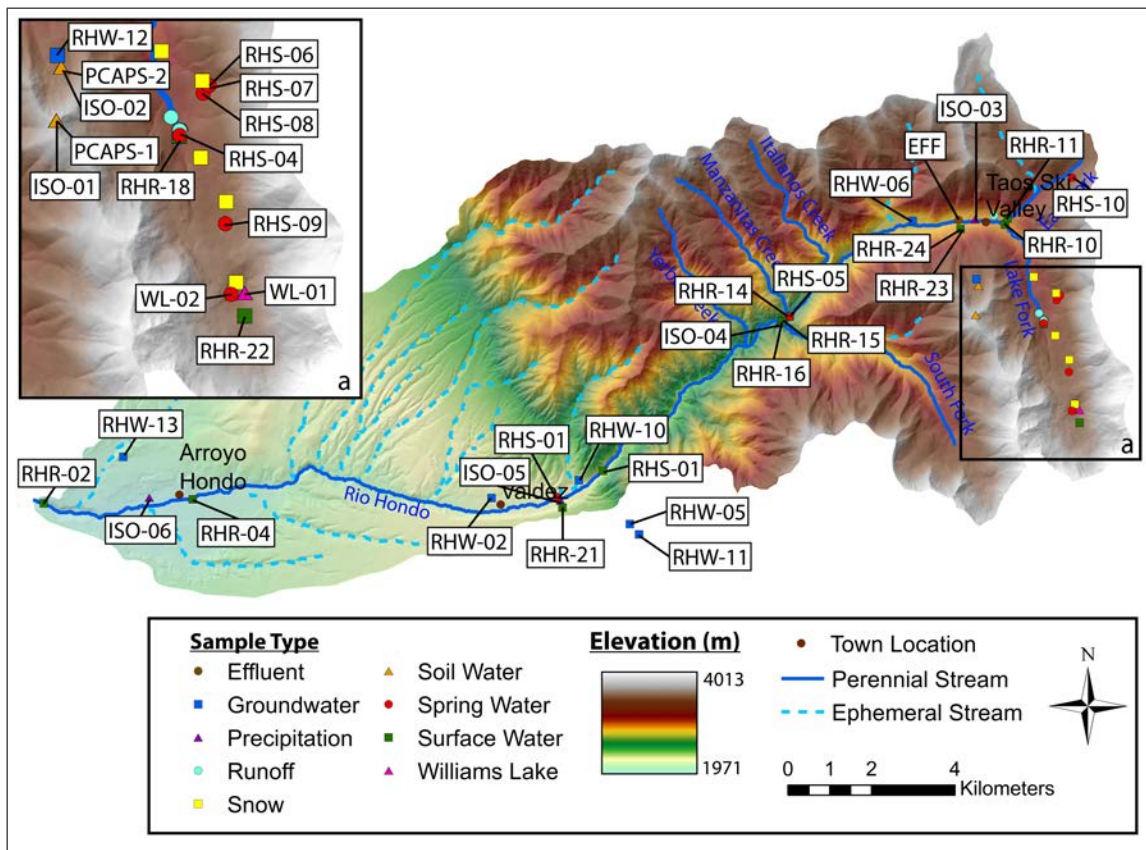 RHW-12
PCAPS-2
ISO-02
PCAPS-1
ISO-01
RHR-18
RHS-06
RHS-07
RHS-08
RHS-04
RHS-09
WL-02
WL-01
RHR-22
a
ISO-03
EFF
RHR-11
RHW-06
Taos Ski
Valley
RHS-10
RHR-10
RHR-24
RHR-23
Italianos Creek
Manzanitas Creek
RHS-05
RHR-14
ISO-04
RHR-15
RHR-16
Lake Fork
South Fork
a
RHW-13
RHR-02
Arroyo
Hondo
ISO-06
RHR-04
Rio Hondo
RHS-01
RHW-10
ISO-05
Valdez
RHS-01
RHW-02
RHR-21
RHW-05
RHW-11
Sample Type
Effluent
Groundwater
Precipitation
Runoff
Snow
Soil Water
Spring Water
Surface Water
Williams Lake
Elevation (m)
4013
1971
Town Location
Perennial Stream
Ephemeral Stream
N
0 1 2 4
Kilometers